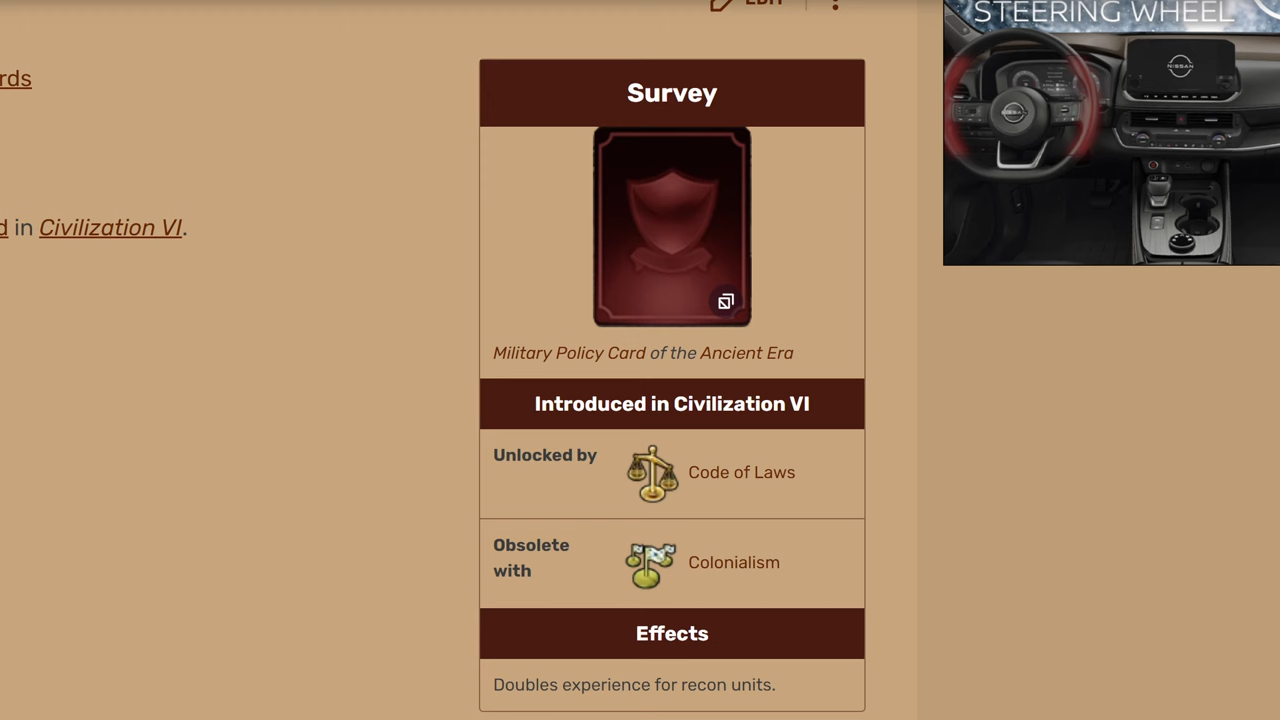 EDIT
STEERING WHEEL
NISSAN
rds
Survey
d in Civilization VI.
Military Policy Card of the Ancient Era
Introduced in Civilization VI
Unlocked by
Code of Laws
Obsolete
with
Colonialism
Effects
Doubles experience for recon units.